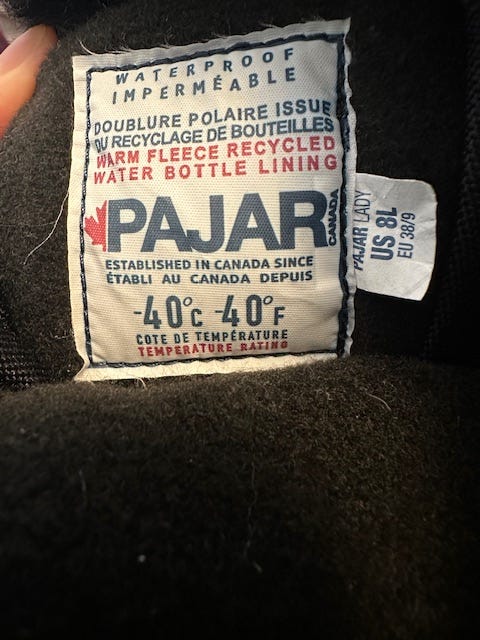 WATERPROOF
IMPERMÉABLE
DOUBLURE POLAIRE ISSUE
DU RECYCLAGE DE BOUTEILLES
WARM FLEECE RECYCLED
WATER BOTTLE LINING
PAJAR
CANADA
ESTABLISHED IN CANADA SINCE
ÉTABLI AU CANADA DEPUIS
-40°C -40°F
COTE DE TEMPÉRATURE
TEMPERATURE RATING
PAJAR LADY
US 8L
EU 38/9